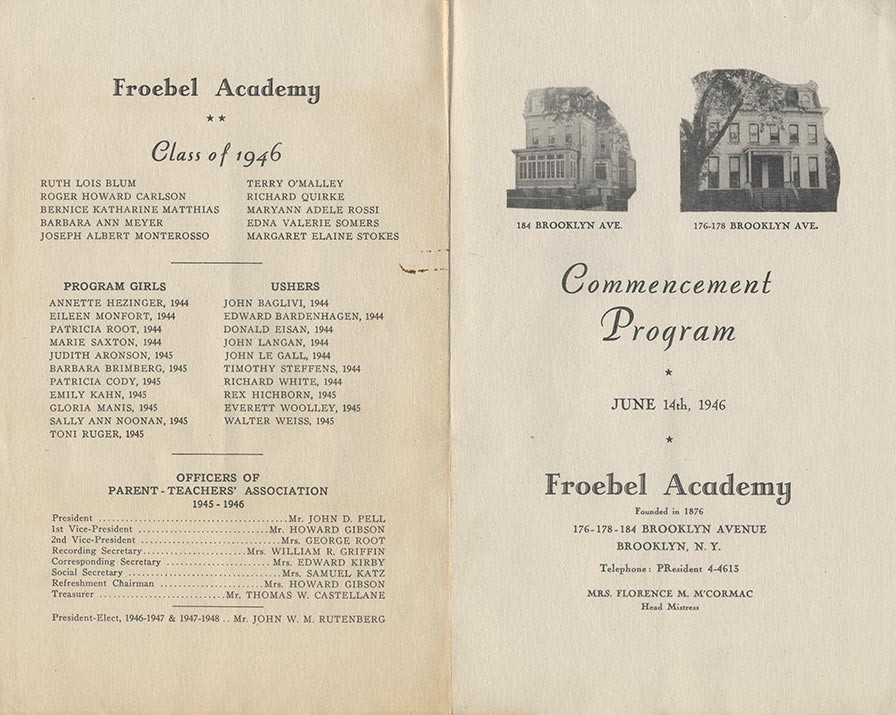 Froebel Academy
★★
Class of 1946
RUTH LOIS BLUM
ROGER HOWARD CARLSON
BERNICE KATHARINE MATTHIAS
BARBARA ANN MEYER
JOSEPH ALBERT MONTEROSSO
TERRY O'MALLEY
RICHARD QUIRKE
MARYANN ADELE ROSSI
EDNA VALERIE SOMERS
MARGARET ELAINE STOKES
PROGRAM GIRLS
ANNETTE HEZINGER, 1944
EILEEN MONFORT, 1944
PATRICIA ROOT, 1944
MARIE SAXTON, 1944
JUDITH ARONSON, 1945
BARBARA BRIMBERG, 1945
PATRICIA CODY, 1945
EMILY KAHN, 1945
GLORIA MANIS, 1945
SALLY ANN NOONAN, 1945
TONI RUGER, 1945
USHERS
JOHN BAGLIVI, 1944
EDWARD BARDENHAGEN, 1944
DONALD EISAN, 1944
JOHN LANGAN, 1944
JOHN LE GALL, 1944
TIMOTHY STEFFENS, 1944
RICHARD WHITE, 1944
REX HICHBORN, 1945
EVERETT WOOLLEY, 1945
WALTER WEISS, 1945
OFFICERS OF
PARENT-TEACHERS' ASSOCIATION
1945 - 1946
President ........................................ Mr. JOHN D. PELL
1st Vice-President ............................ Mr. HOWARD GIBSON
2nd Vice-President ............................ Mrs. GEORGE ROOT
Recording Secretary...................... Mrs. WILLIAM R. GRIFFIN
Corresponding Secretary ...................... Mrs. EDWARD KIRBY
Social Secretary ................................ Mrs. SAMUEL KATZ
Refreshment Chairman ..................... Mrs. HOWARD GIBSON
Treasurer .......................... Mr. THOMAS W. CASTELLANE
President-Elect, 1946-1947 & 1947-1948 .. Mr. JOHN W. M. RUTENBERG
184 BROOKLYN AVE.
176-178 BROOKLYN AVE.
Commencement
Program
★
JUNE 14th, 1946
★
Froebel Academy
Founded in 1876
176-178-184 BROOKLYN AVENUE
BROOKLYN, N. Y.
Telephone: PResident 4-4613
MRS. FLORENCE M. M'CORMAC
Head Mistress